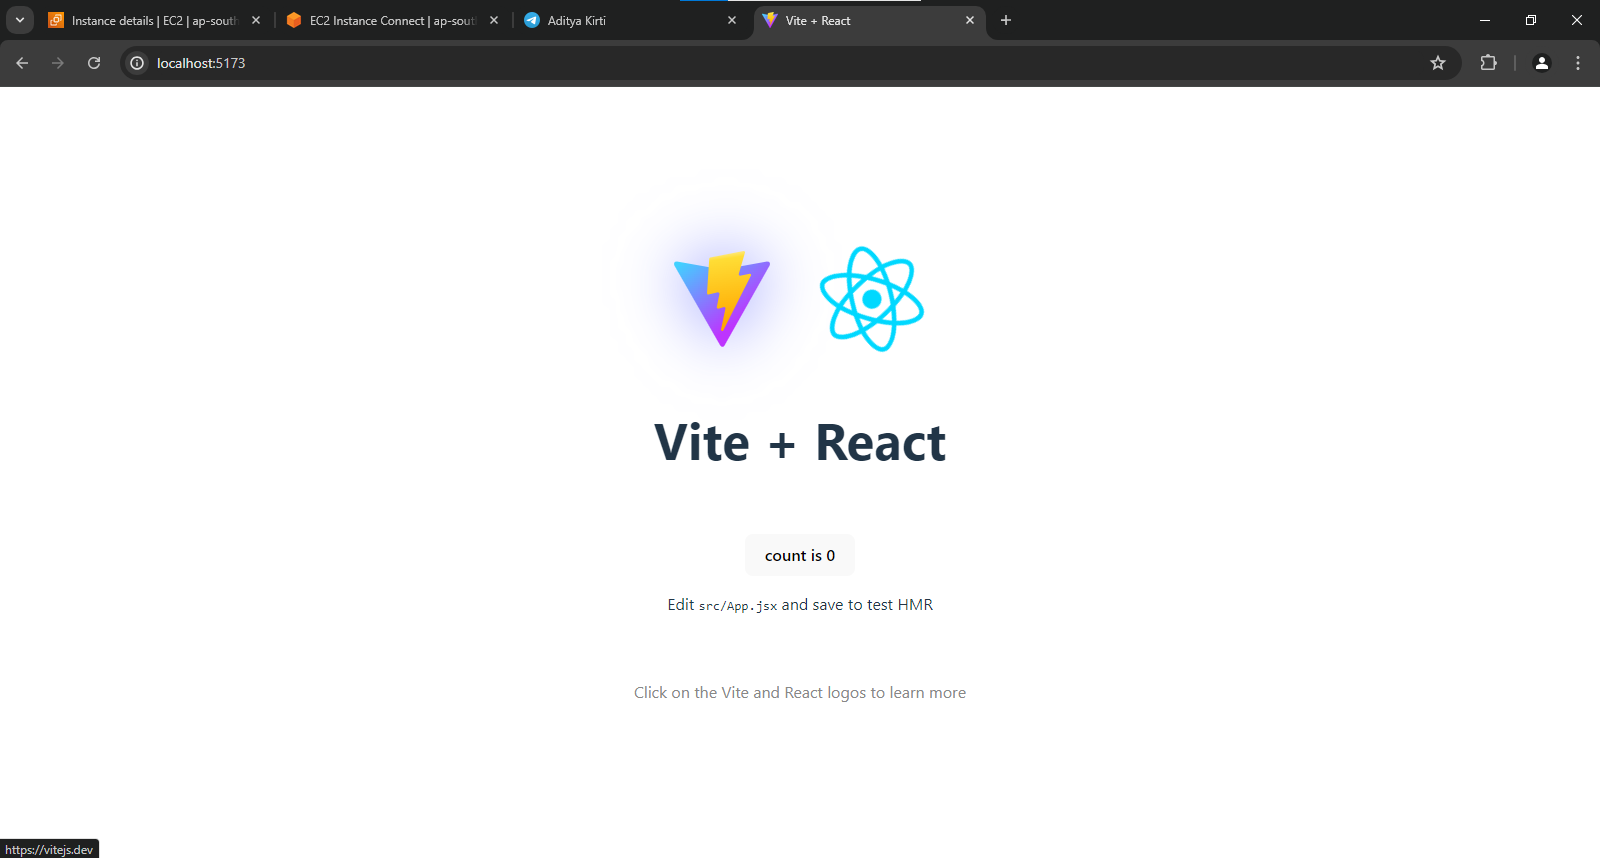 Instance details | EC2 | ap-south
EC2 Instance Connect | ap-sout
Aditya Kirti
Vite + React
localhost:5173
Vite + React
count is 0
Edit src/App.jsx and save to test HMR
Click on the Vite and React logos to learn more
https://vitejs.dev